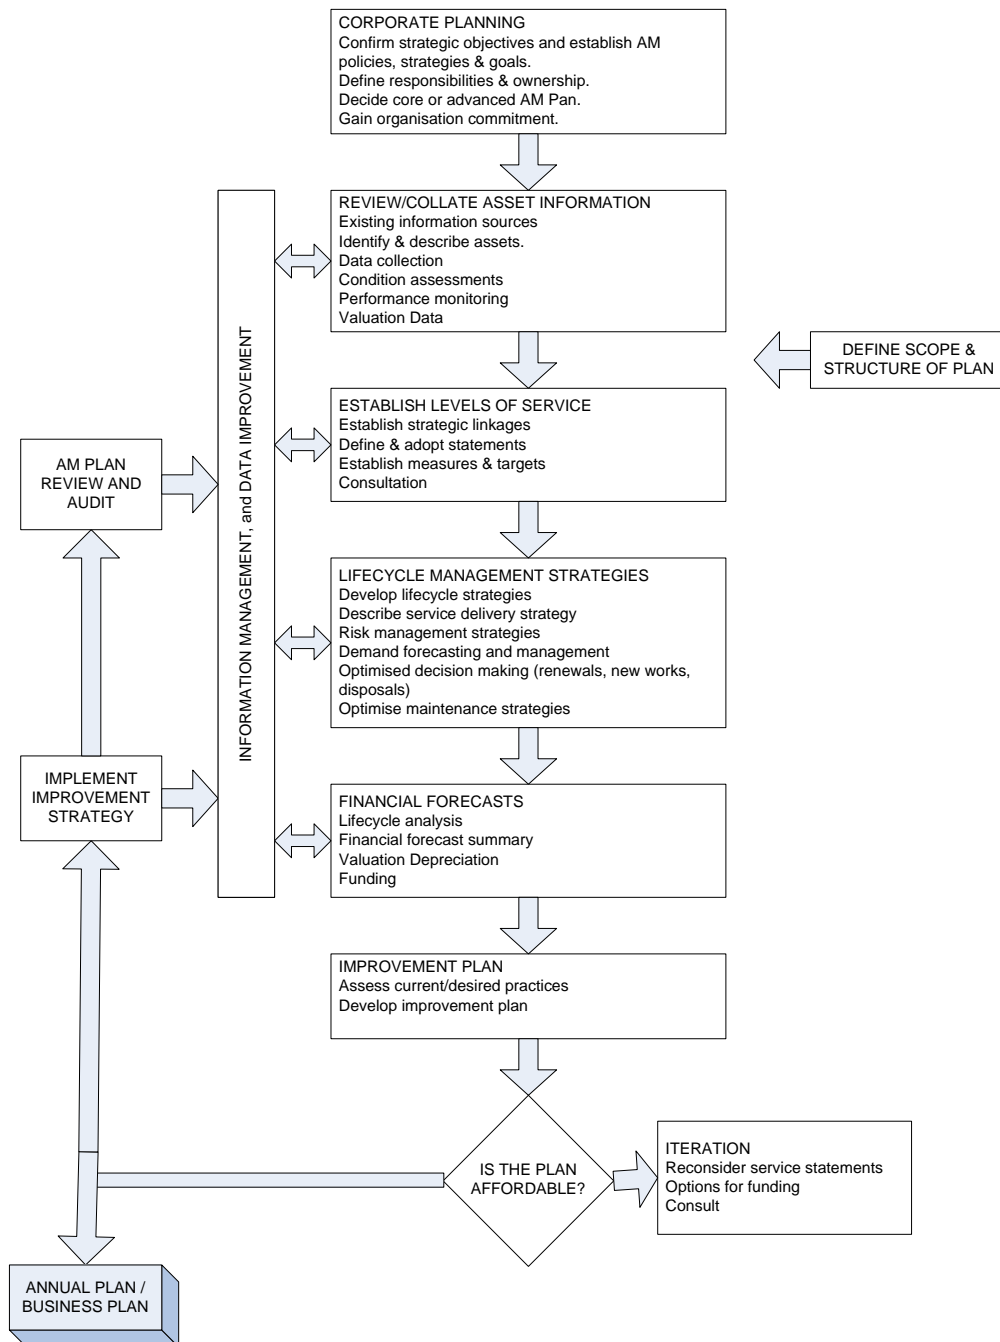 CORPORATE PLANNING
Confirm strategic objectives and establish AM
policies, strategies & goals.
Define responsibilities & ownership.
Decide core or advanced AM Pan.
Gain organisation commitment.
REVIEW/COLLATE ASSET INFORMATION
Existing information sources
Identify & describe assets.
Data collection
Condition assessments
Performance monitoring
Valuation Data
DEFINE SCOPE &
STRUCTURE OF PLAN
INFORMATION MANAGEMENT, and DATA IMPROVEMENT
ESTABLISH LEVELS OF SERVICE
Establish strategic linkages
Define & adopt statements
Establish measures & targets
Consultation
AM PLAN
REVIEW AND
AUDIT
LIFECYCLE MANAGEMENT STRATEGIES
Develop lifecycle strategies
Describe service delivery strategy
Risk management strategies
Demand forecasting and management
Optimised decision making (renewals, new works,
disposals)
Optimise maintenance strategies
IMPLEMENT
IMPROVEMENT
STRATEGY
FINANCIAL FORECASTS
Lifecycle analysis
Financial forecast summary
Valuation Depreciation
Funding
IMPROVEMENT PLAN
Assess current/desired practices
Develop improvement plan
IS THE PLAN
AFFORDABLE?
ITERATION
Reconsider service statements
Options for funding
Consult
ANNUAL PLAN /
BUSINESS PLAN